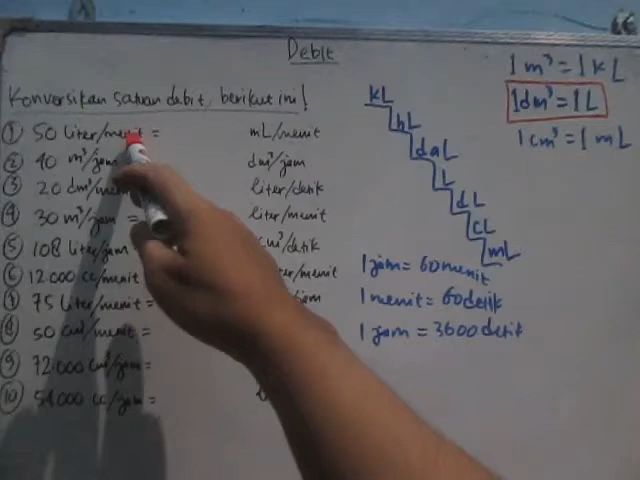 Debit
Konversikan satuan debit berikut ini!
① 50 Liter/menit = mL/menit
② 40 m³/jam dm³/jam
③ 20 dm³/men liter/detik
④ 30 m³/jam = liter/menit
⑤ 108 liter/jam cm³/detik
⑥ 12.000 cc/menit /menit
⑦ 75 liter/menit =
⑧ 50 cm³/menit =
⑨ 72.000 cm³/jam =
⑩ 54.000 cc/jam =
1 m³ = 1 kL
1 dm³ = 1 L
1 cm³ = 1 mL
kL
hL
daL
L
dL
cL
mL
1 jam = 60 menit
1 menit = 60 detik
1 jam = 3600 detik